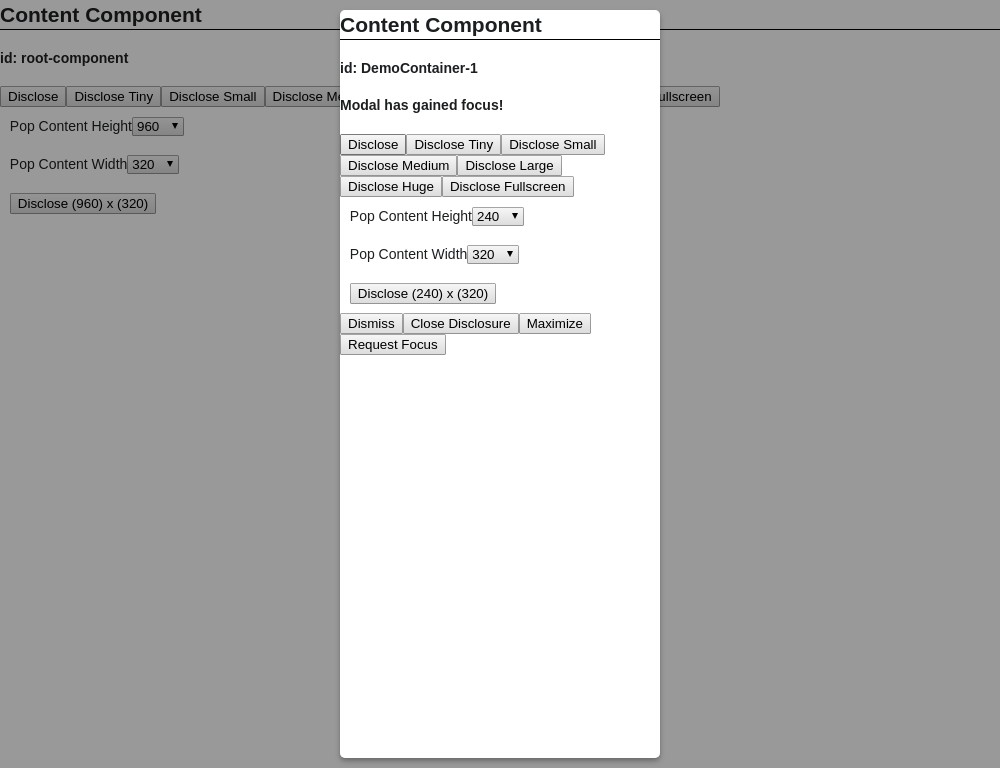 Content Component
id: root-component
Disclose Disclose Tiny Disclose Small Disclose
Pop Content Height 960
Pop Content Width 320
Disclose (960) x (320)
Content Component
id: DemoContainer-1
Modal has gained focus!
Disclose Disclose Tiny Disclose Small
Disclose Medium Disclose Large
Disclose Huge Disclose Fullscreen
Pop Content Height 240
Pop Content Width 320
Disclose (240) x (320)
Dismiss Close Disclosure Maximize
Request Focus